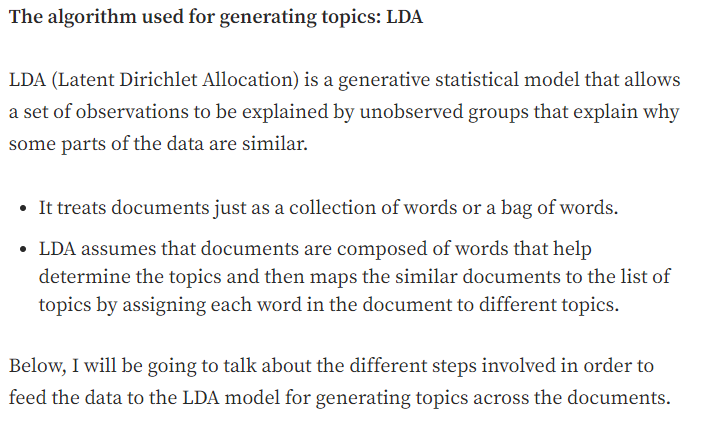 The algorithm used for generating topics: LDA
LDA (Latent Dirichlet Allocation) is a generative statistical model that allows
a set of observations to be explained by unobserved groups that explain why
some parts of the data are similar.
• It treats documents just as a collection of words or a bag of words.
• LDA assumes that documents are composed of words that help
determine the topics and then maps the similar documents to the list of
topics by assigning each word in the document to different topics.
Below, I will be going to talk about the different steps involved in order to
feed the data to the LDA model for generating topics across the documents.